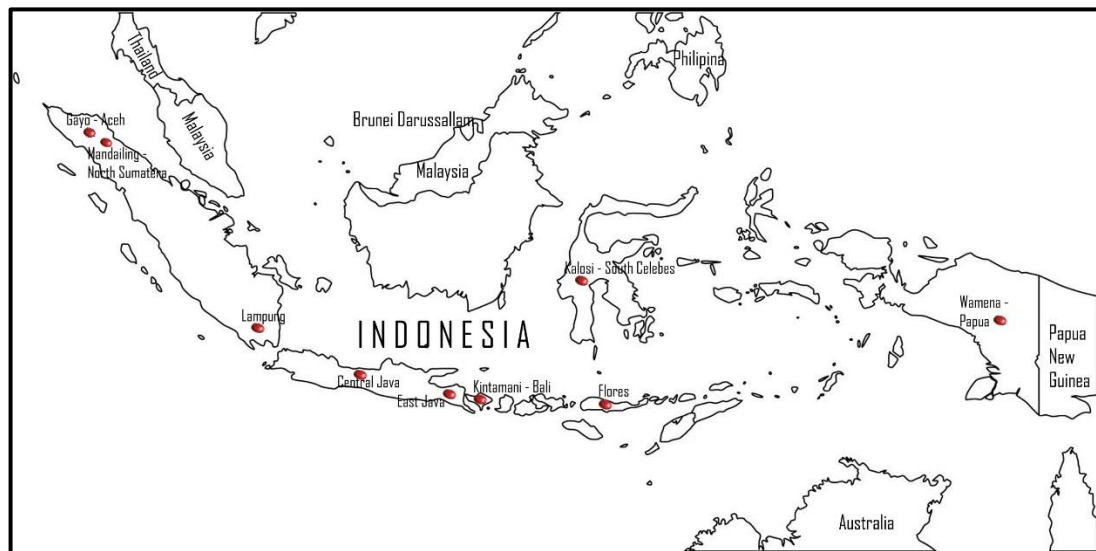 Thailand
Philipina
Gayo - Aceh
Brunei Darussallam
Malaysia
Mandailing -
North Sumatera
Malaysia
Kalosi - South Celebes
Lampung
INDONESIA
Wamena -
Papua
Papua
New
Guinea
Central Java
East Java
Kintamani - Bali
Flores
Australia